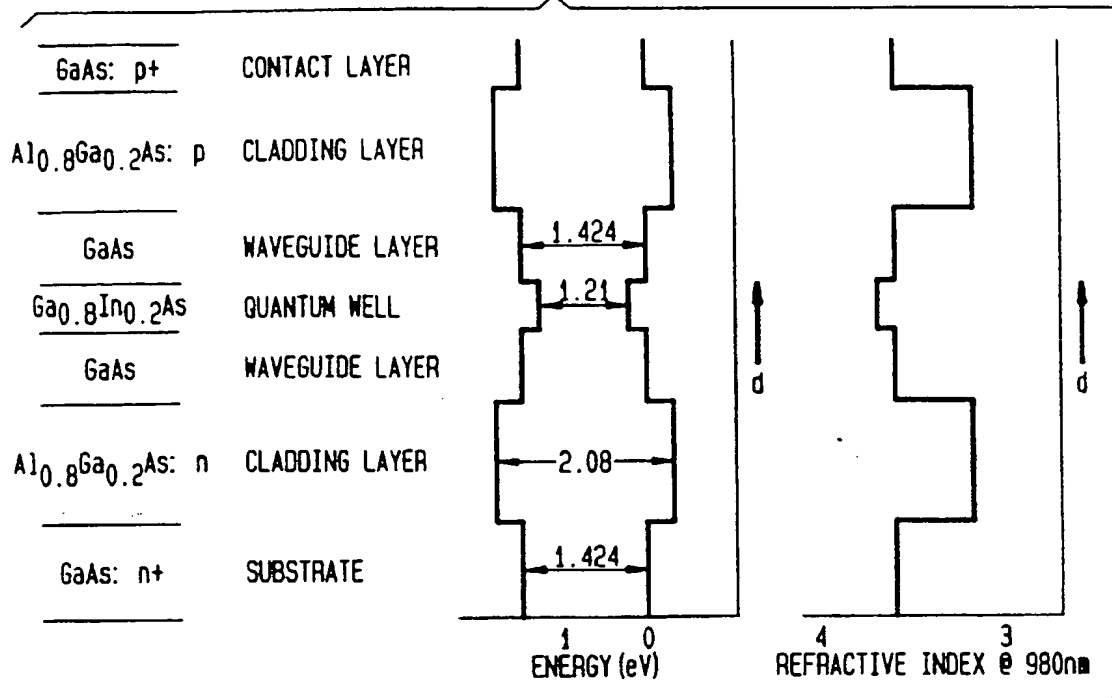 GaAs: p+ CONTACT LAYER
Al0.8Ga0.2As: p CLADDING LAYER
GaAs WAVEGUIDE LAYER 1.424
Ga0.8In0.2As QUANTUM WELL 1.21
GaAs WAVEGUIDE LAYER
d d
Al0.8Ga0.2As: n CLADDING LAYER 2.08
GaAs: n+ SUBSTRATE 1.424
1 0 4 3
ENERGY (eV) REFRACTIVE INDEX @ 980nm